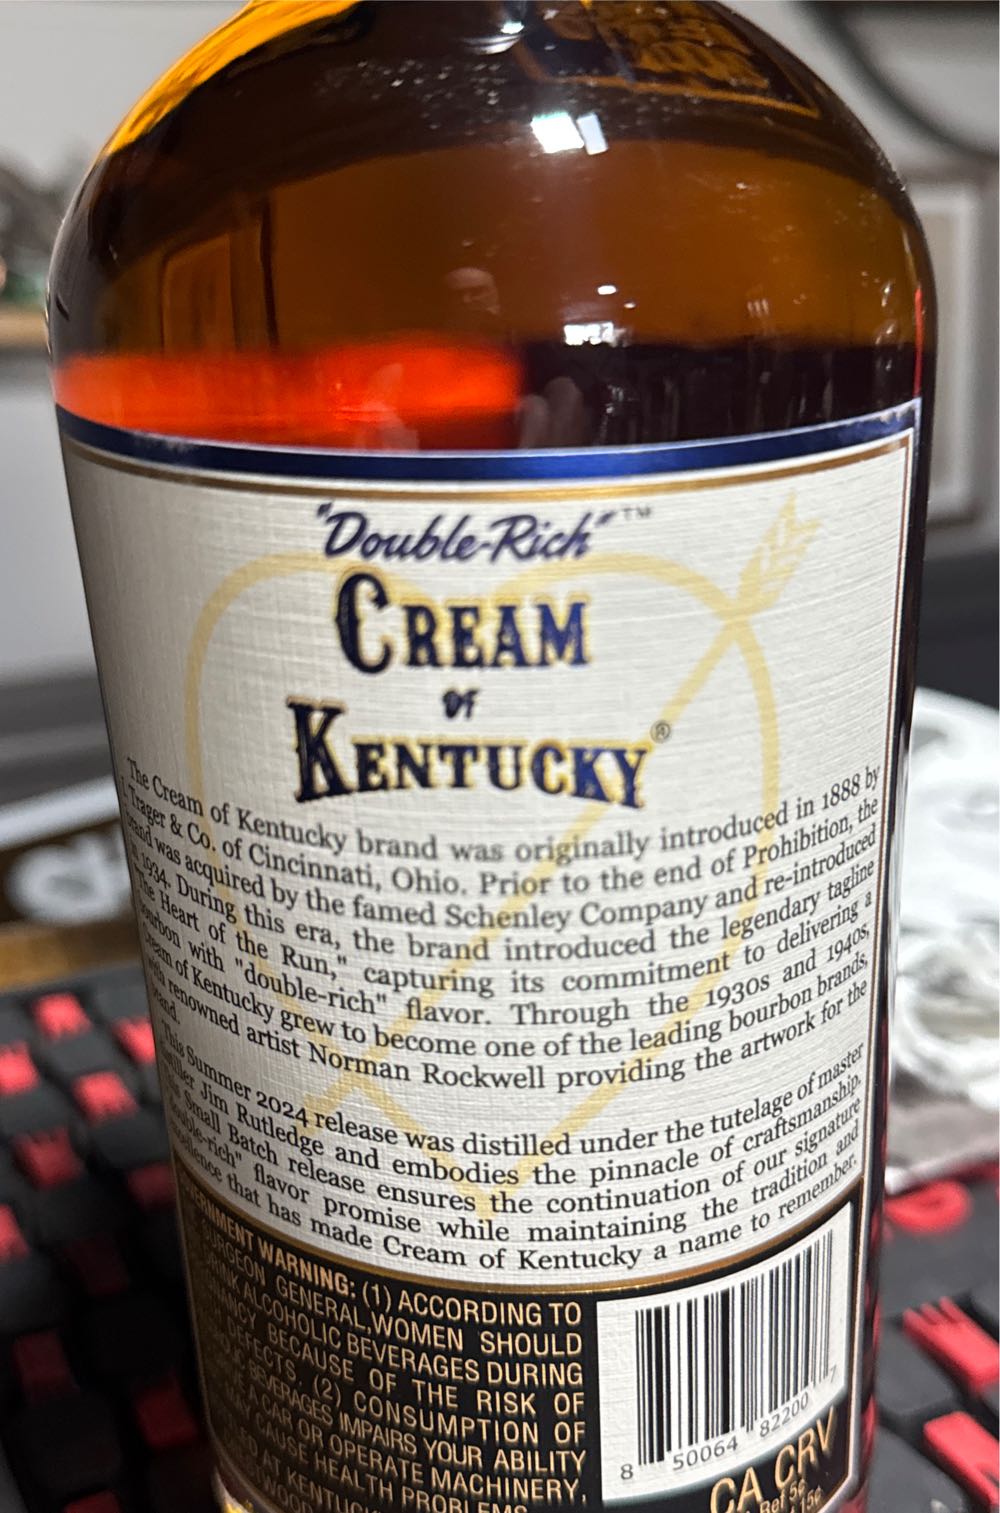 "Double-Rich"™
CREAM
OF
KENTUCKY®
The Cream of Kentucky brand was originally introduced in 1888 by
I. Trager & Co. of Cincinnati, Ohio. Prior to the end of Prohibition, the
brand was acquired by the famed Schenley Company and re-introduced
in 1934. During this era, the brand introduced the legendary tagline
"The Heart of the Run," capturing its commitment to delivering a
bourbon with "double-rich" flavor. Through the 1930s and 1940s,
Cream of Kentucky grew to become one of the leading bourbon brands,
with renowned artist Norman Rockwell providing the artwork for the
brand.
This Summer 2024 release was distilled under the tutelage of master
distiller Jim Rutledge and embodies the pinnacle of craftsmanship.
This Small Batch release ensures the continuation of our signature
"double-rich" flavor promise while maintaining the tradition and
excellence that has made Cream of Kentucky a name to remember.
GOVERNMENT WARNING: (1) ACCORDING TO
SURGEON GENERAL, WOMEN SHOULD
DRINK ALCOHOLIC BEVERAGES DURING
BECAUSE OF THE RISK OF
DEFECTS. (2) CONSUMPTION OF
BEVERAGES IMPAIRS YOUR ABILITY
A CAR OR OPERATE MACHINERY,
CAUSE HEALTH PROBLEMS
AT KENTUCKY
8 50064 82200 7
CA CRV
Ref 5¢
15¢